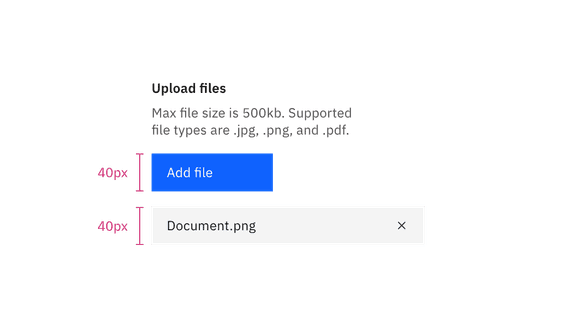 Upload files
Max file size is 500kb. Supported
file types are .jpg, .png, and .pdf.
40px
Add file
40px
Document.png